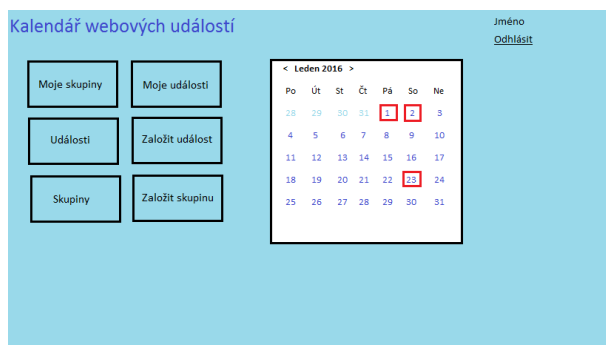 Kalendář webových událostí
Jméno
Odhlásit
Moje skupiny
Moje události
Události
Založit událost
Skupiny
Založit skupinu
< Leden 2016 >
Po Út St Čt Pá So Ne
28 29 30 31 1 2 3
4 5 6 7 8 9 10
11 12 13 14 15 16 17
18 19 20 21 22 23 24
25 26 27 28 29 30 31